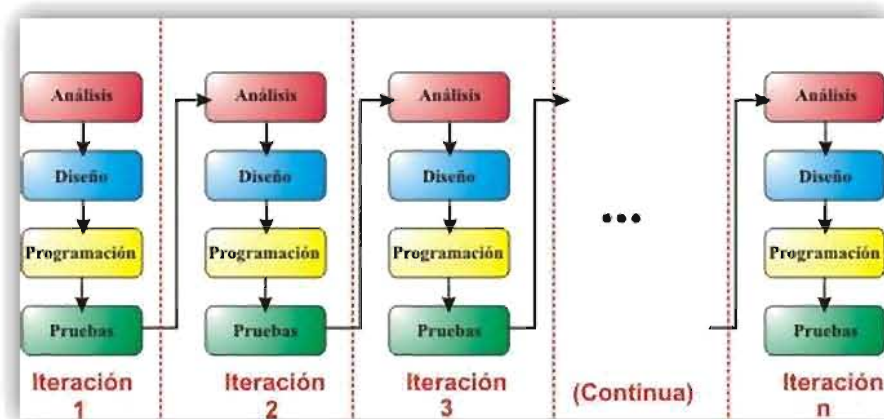 Análisis
Diseño
Programación
Pruebas
Iteración
1
Análisis
Diseño
Programación
Pruebas
Iteración
2
Análisis
Diseño
Programación
Pruebas
Iteración
3
...
(Continua)
Análisis
Diseño
Programación
Pruebas
Iteración
n